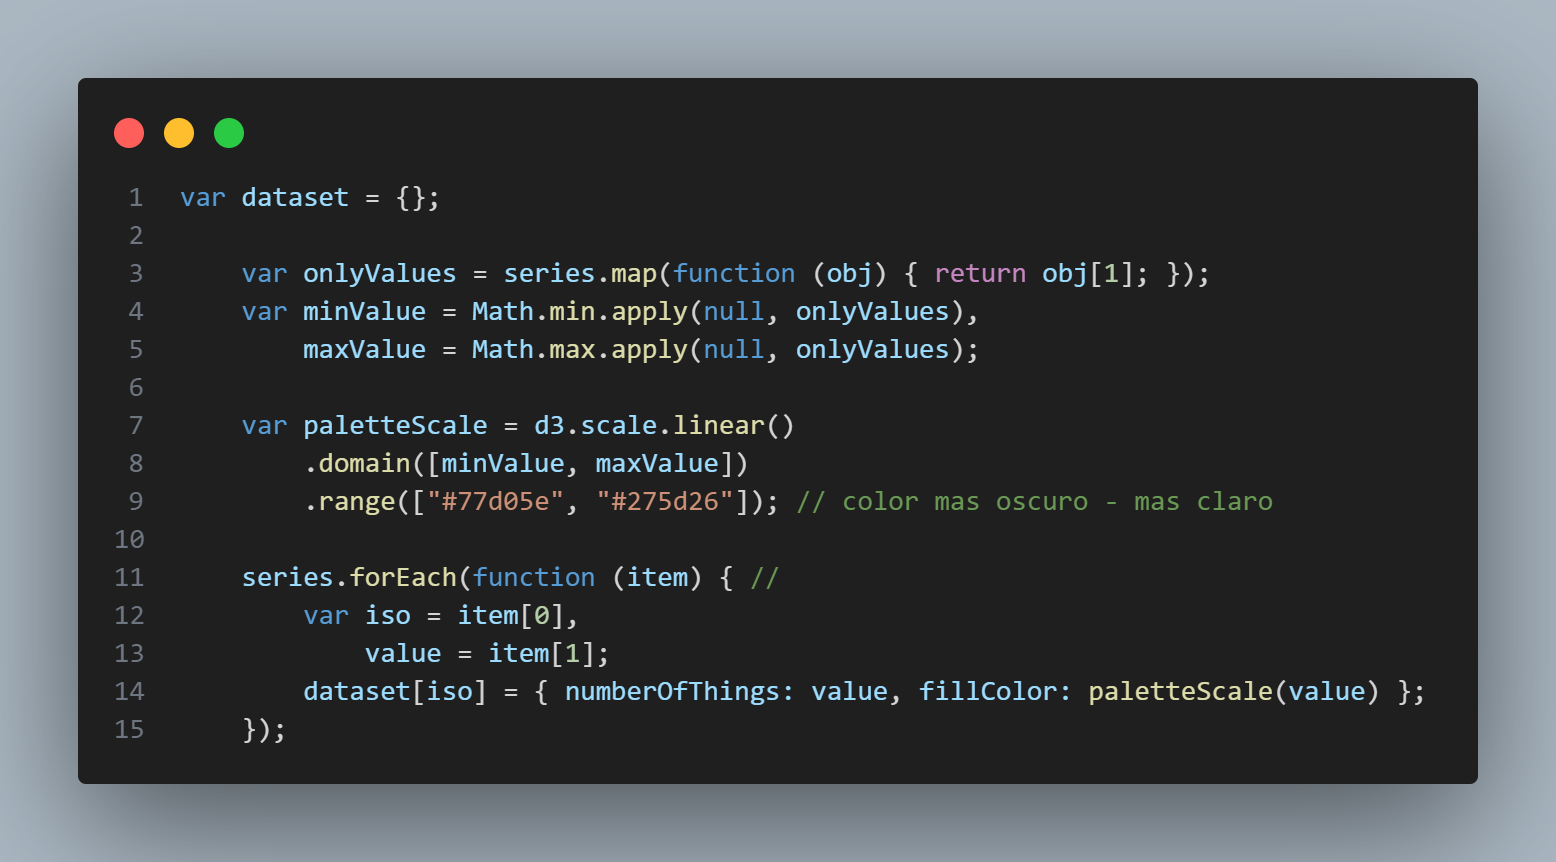 1 var dataset = {};
2
3 var onlyValues = series.map(function (obj) { return obj[1]; });
4 var minValue = Math.min.apply(null, onlyValues),
5 maxValue = Math.max.apply(null, onlyValues);
6
7 var paletteScale = d3.scale.linear()
8 .domain([minValue, maxValue])
9 .range(["#77d05e", "#275d26"]); // color mas oscuro - mas claro
10
11 series.forEach(function (item) { //
12 var iso = item[0],
13 value = item[1];
14 dataset[iso] = { numberOfThings: value, fillColor: paletteScale(value) };
15 });